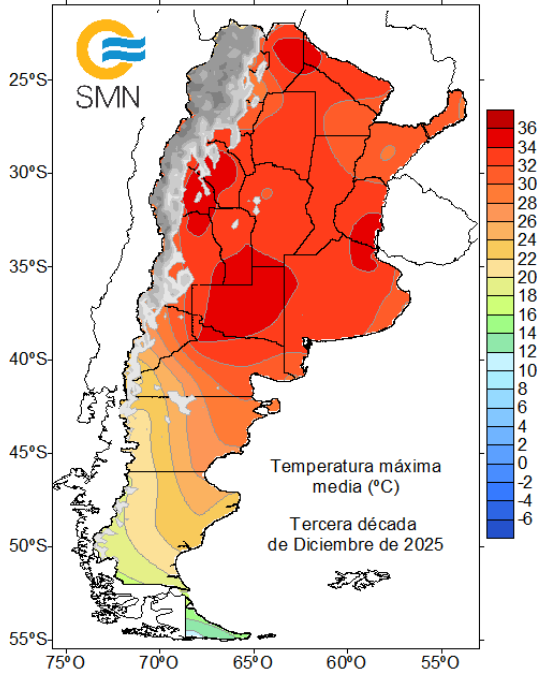 SMN
25°S
30°S
35°S
40°S
45°S
50°S
55°S
75°O
70°O
65°O
60°O
55°O
36
34
32
30
28
26
24
22
20
18
16
14
12
10
8
6
4
2
0
-2
-4
-6
Temperatura máxima
media (ºC)
Tercera década
de Diciembre de 2025